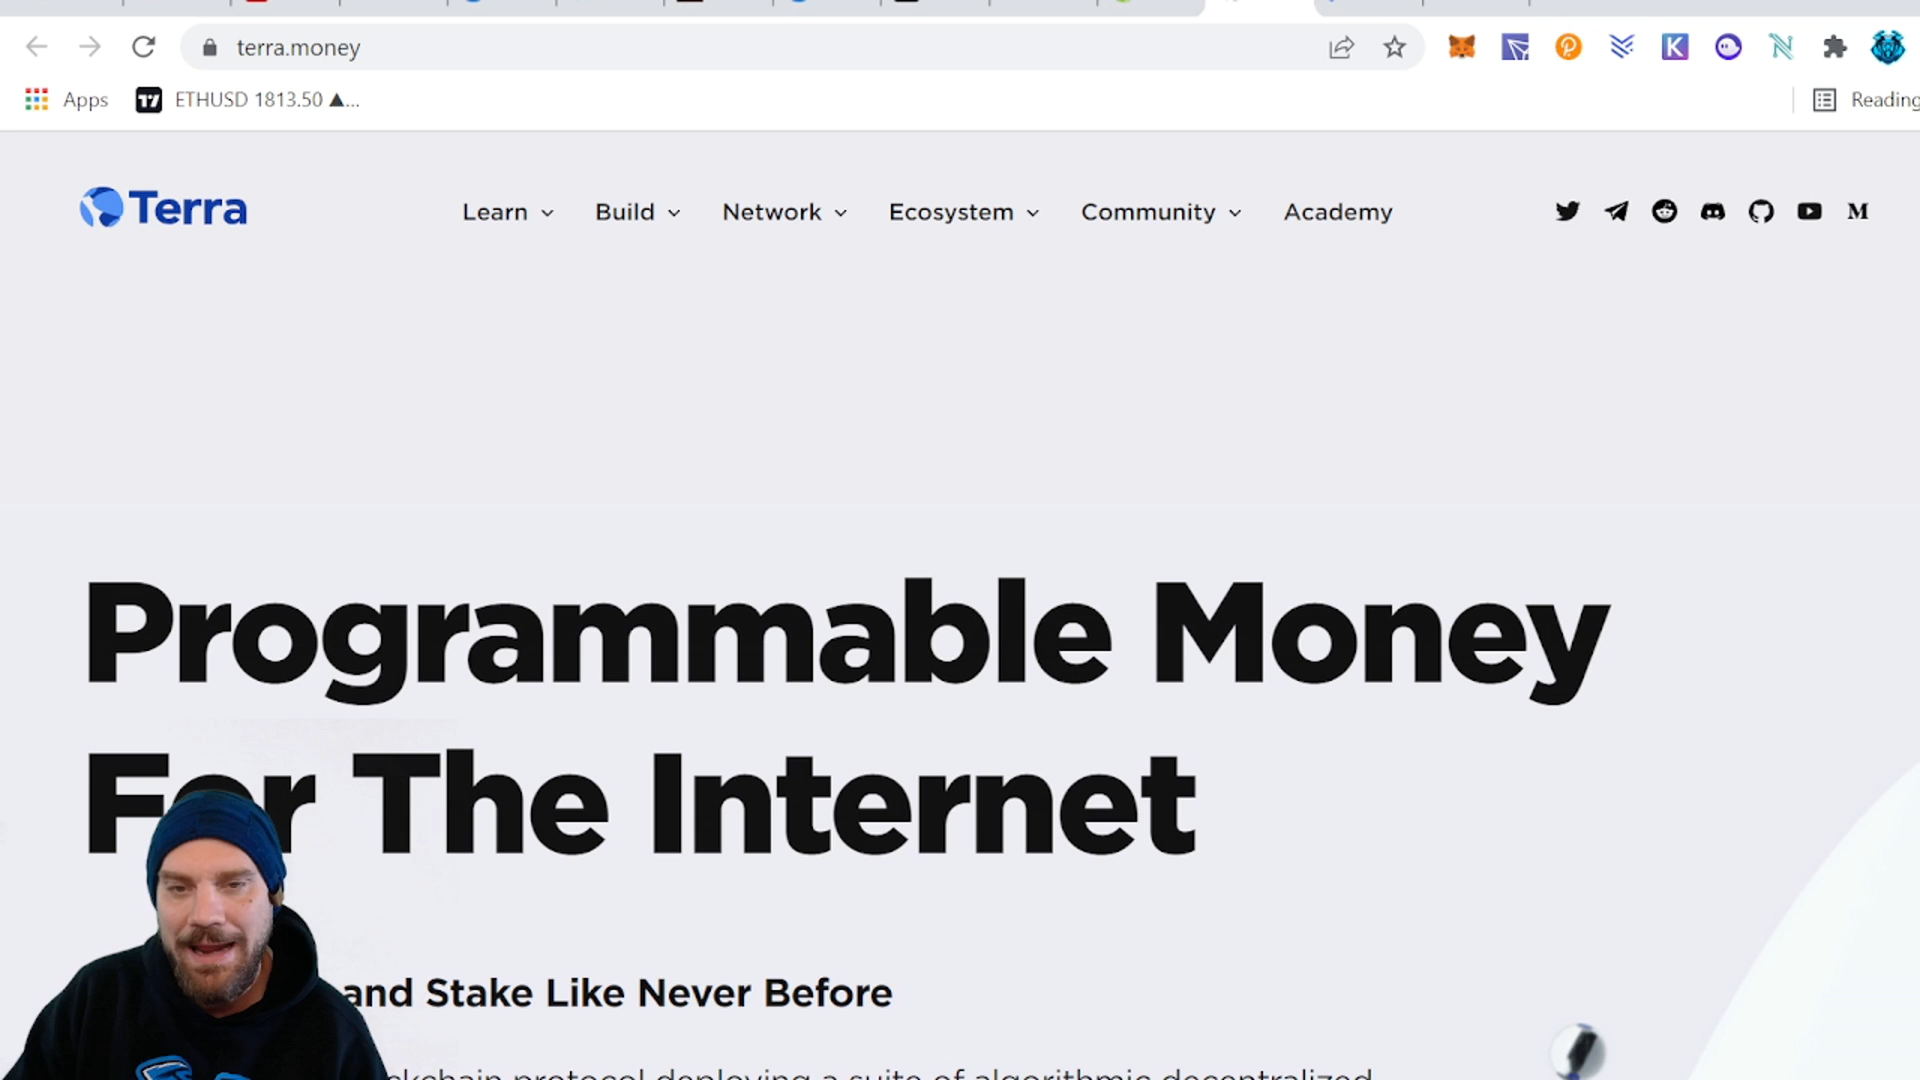 terra.money
Apps
ETHUSD 1813.50 ▲...
Reading
Terra
Learn
Build
Network
Ecosystem
Community
Academy
Programmable Money
For The Internet
and Stake Like Never Before
protocol deploying a suite of algorithmic decentralized